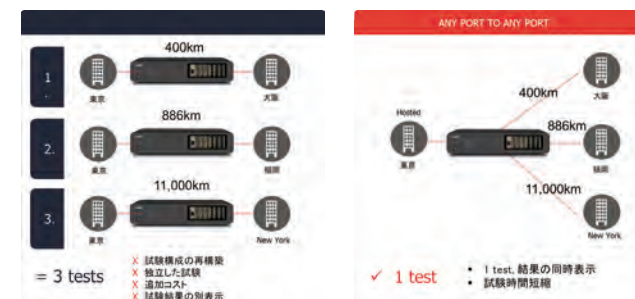 400km
1
.
東京
大阪
886km
2.
東京
福岡
11,000km
3.
東京
New York
= 3 tests
X 試験構成の再構築
X 独立した試験
X 追加コスト
X 試験結果の別表示
ANY PORT TO ANY PORT
400km
大阪
Hosted
886km
東京
福岡
11,000km
New York
✓ 1 test
• 1 test, 結果の同時表示
• 試験時間短縮